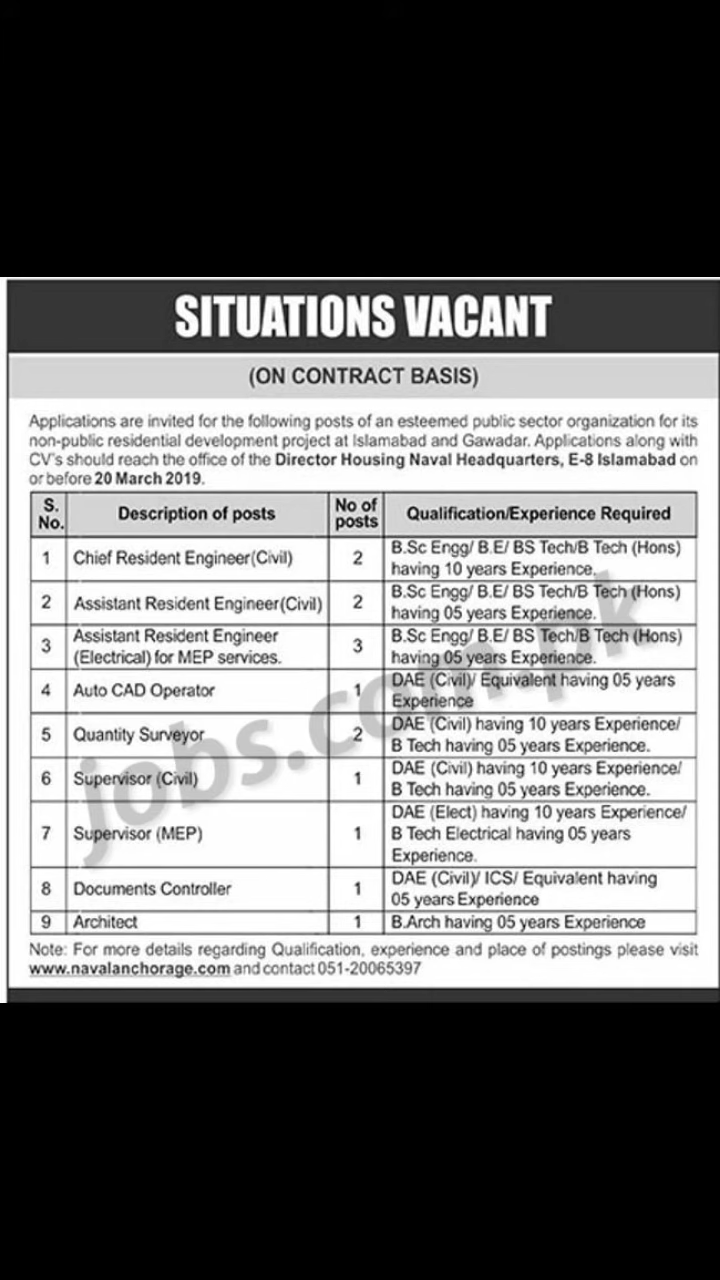 SITUATIONS VACANT
(ON CONTRACT BASIS)
Applications are invited for the following posts of an esteemed public sector organization for its
non-public residential development project at Islamabad and Gawadar. Applications along with
CV's should reach the office of the Director Housing Naval Headquarters, E-8 Islamabad on
or before 20 March 2019.
S. No. Description of posts No of posts Qualification/Experience Required
1 Chief Resident Engineer(Civil) 2 B.Sc Engg/ B.E/ BS Tech/B Tech (Hons)
having 10 years Experience.
2 Assistant Resident Engineer(Civil) 2 B.Sc Engg/ B.E/ BS Tech/B Tech (Hons)
having 05 years Experience.
3 Assistant Resident Engineer
(Electrical) for MEP services. 3 B.Sc Engg/ B.E/ BS Tech/B Tech (Hons)
having 05 years Experience.
4 Auto CAD Operator 1 DAE (Civil)/ Equivalent having 05 years
Experience
5 Quantity Surveyor 2 DAE (Civil) having 10 years Experience/
B Tech having 05 years Experience.
6 Supervisor (Civil) 1 DAE (Civil) having 10 years Experience/
B Tech having 05 years Experience.
7 Supervisor (MEP) 1 DAE (Elect) having 10 years Experience/
B Tech Electrical having 05 years
Experience.
8 Documents Controller 1 DAE (Civil)/ ICS/ Equivalent having
05 years Experience
9 Architect 1 B.Arch having 05 years Experience
Note: For more details regarding Qualification, experience and place of postings please visit
www.navalanchorage.com and contact 051-20065397
jobs.com.pk